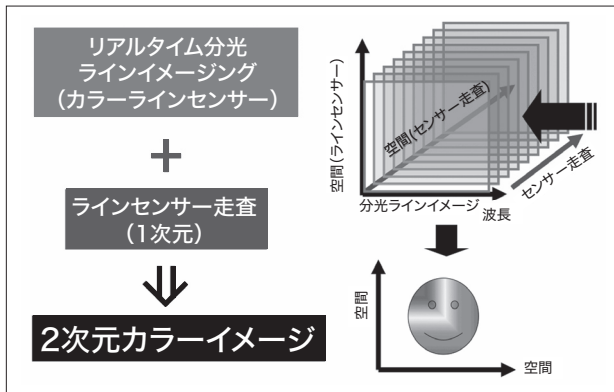 リアルタイム分光
ラインイメージング
（カラーラインセンサー）
＋
ラインセンサー走査
（1次元）
2次元カラーイメージ
空間（ラインセンサー）
空間（センサー走査）
センサー走査
分光ラインイメージ
波長
空間
空間